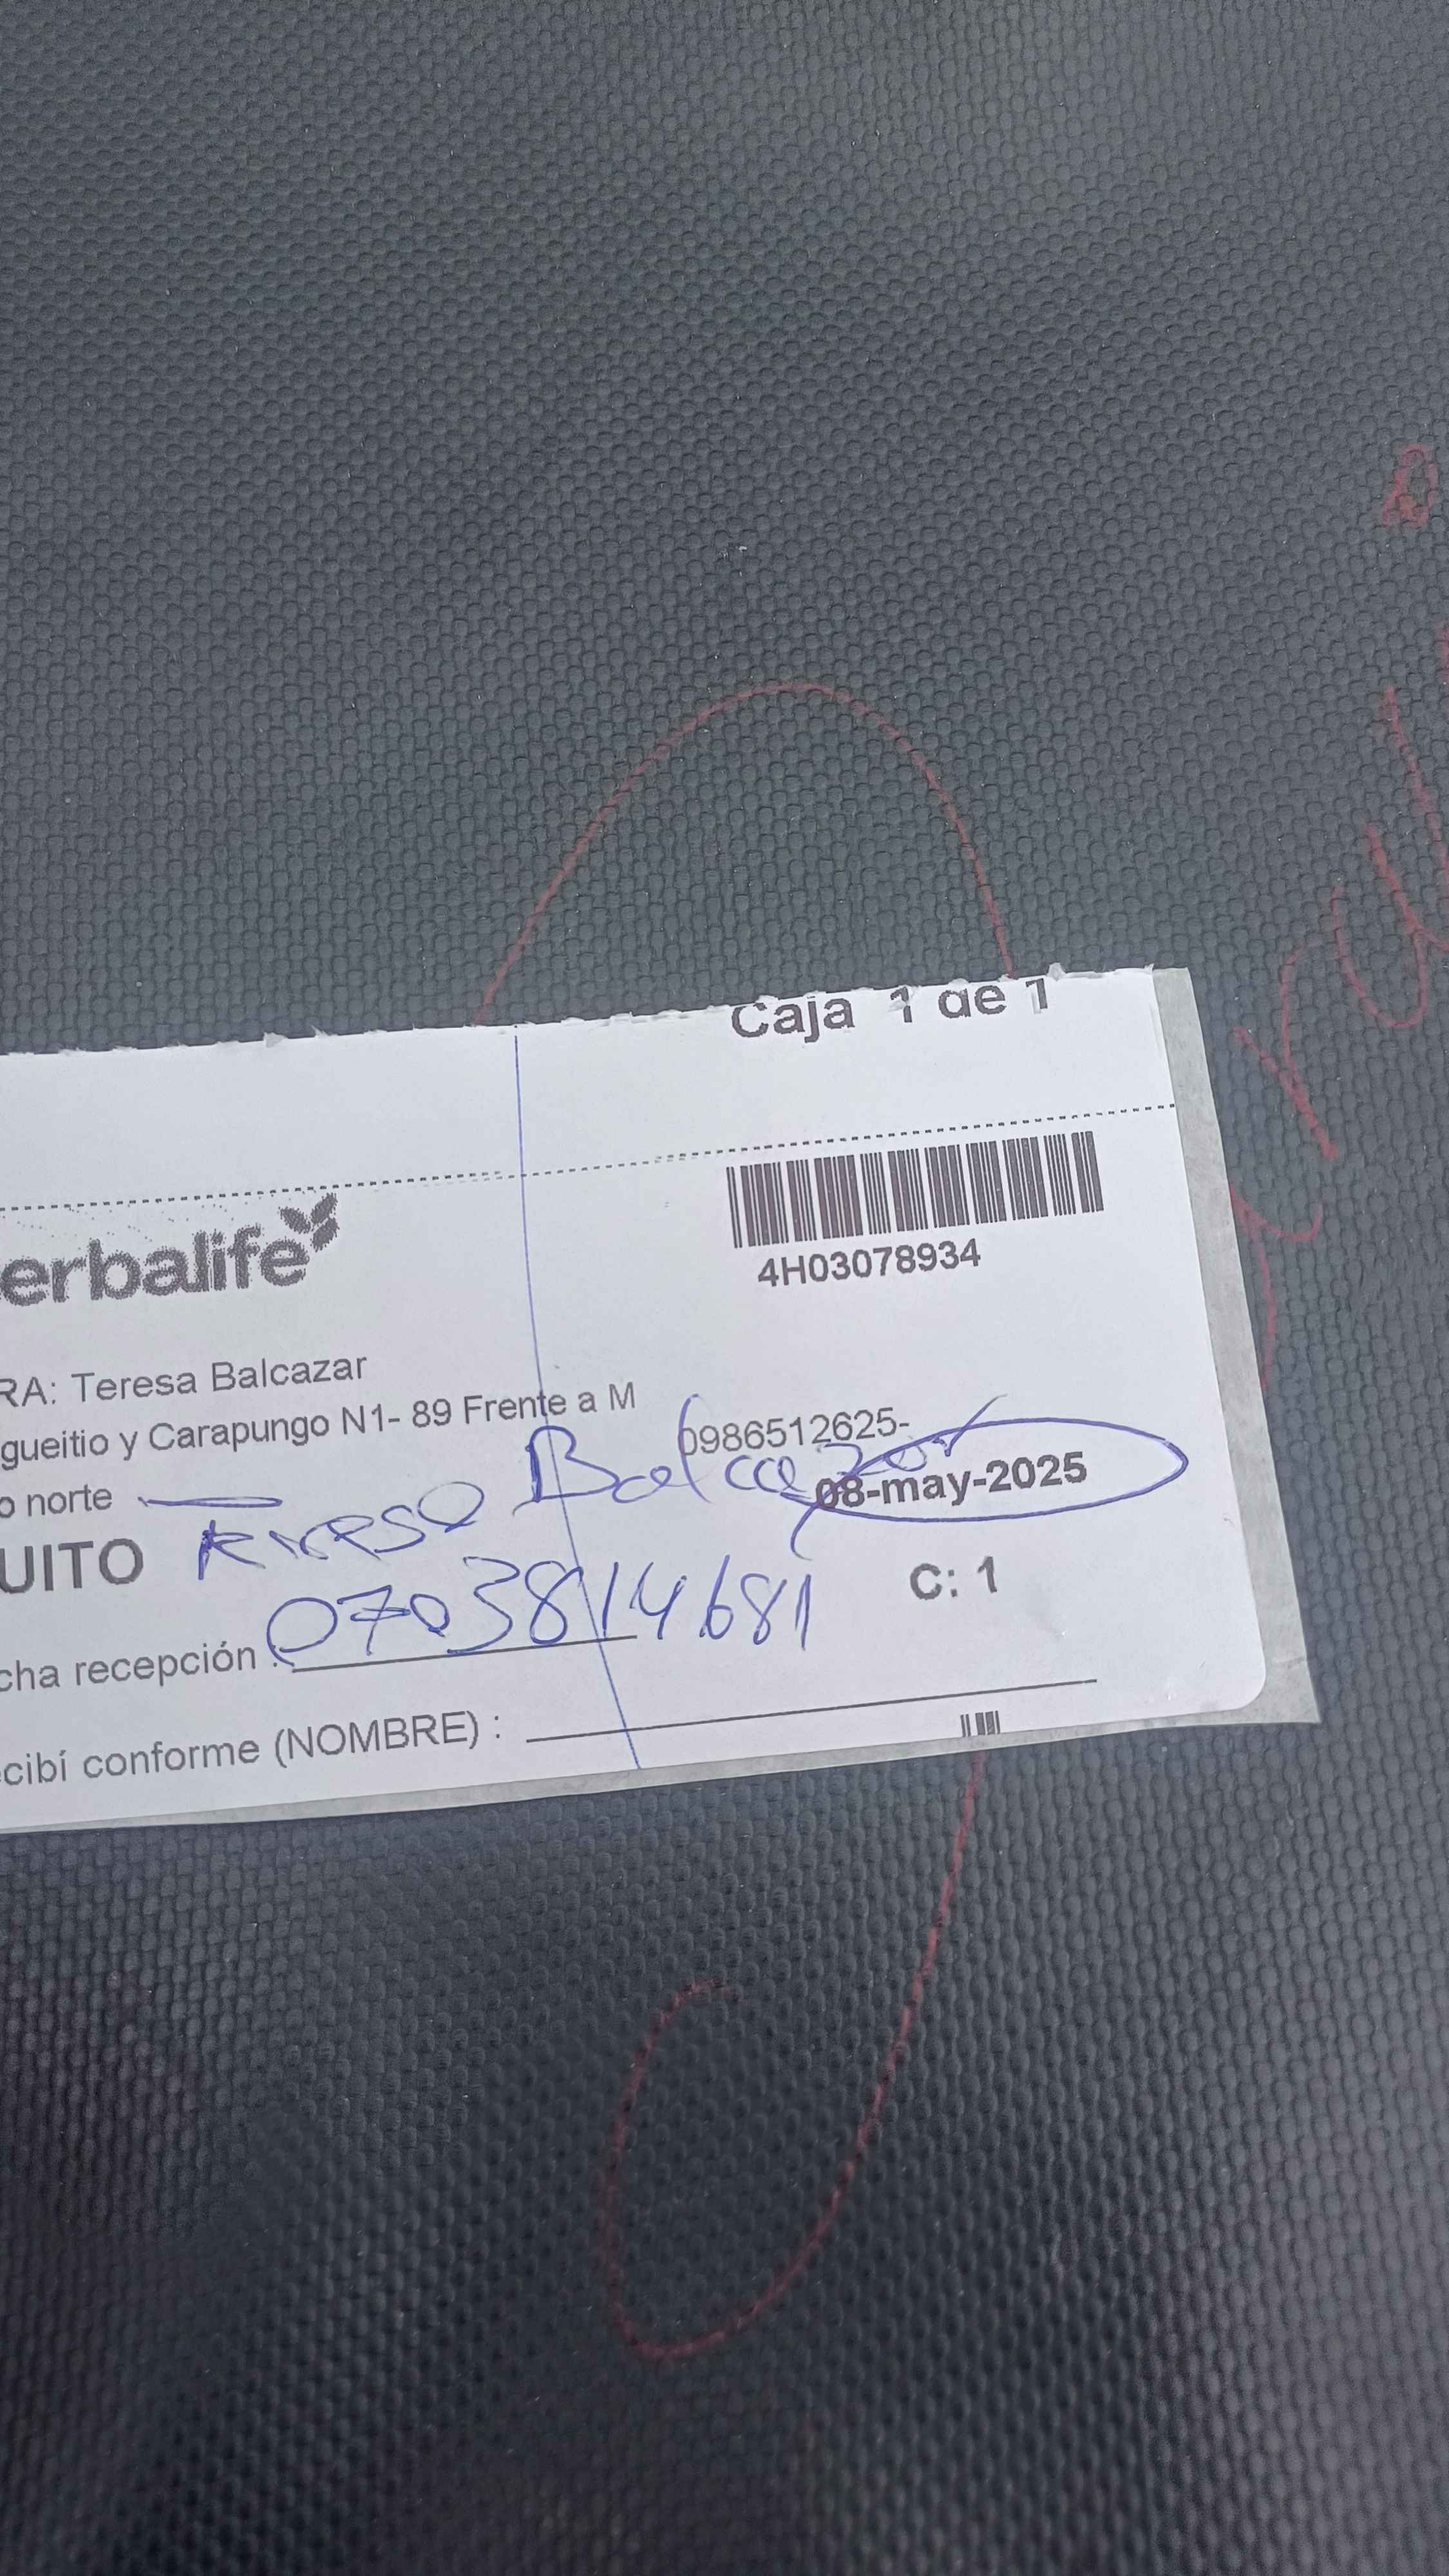 Caja 1 de 1
erbalife
4H03078934
RA: Teresa Balcazar
gueitio y Carapungo N1- 89 Frente a M
0986512625-
o norte
08-may-2025
UITO
Balcazar
C: 1
cha recepción :
0703814681
cibí conforme (NOMBRE) :